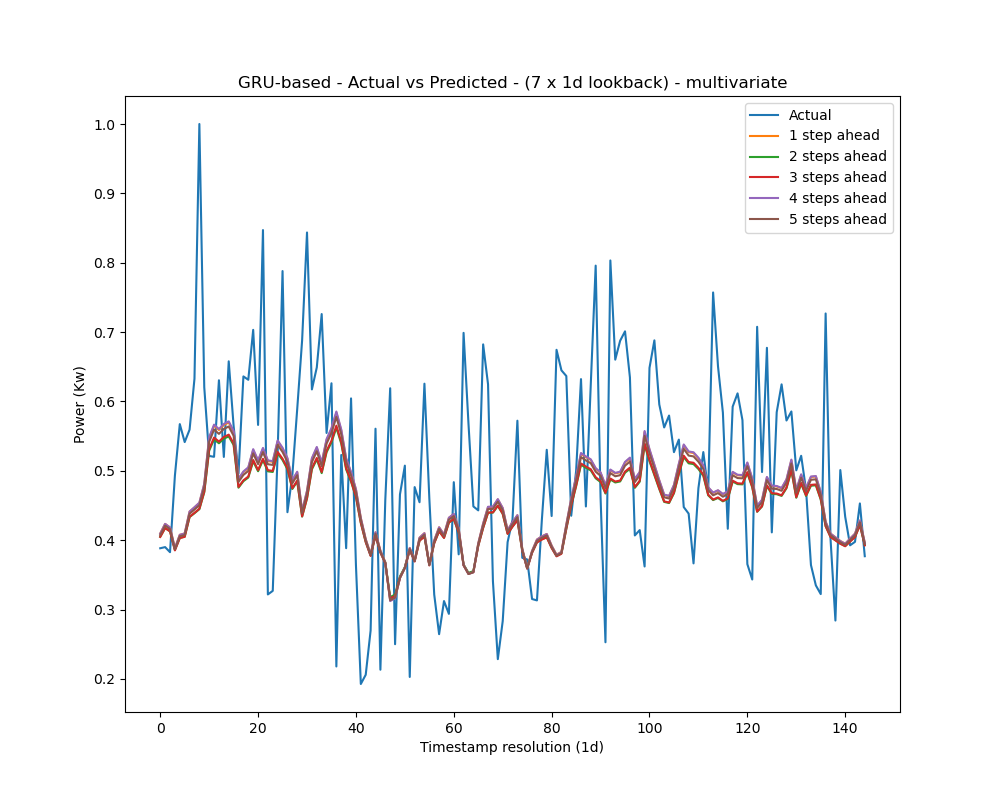 GRU-based - Actual vs Predicted - (7 x 1d lookback) - multivariate
Actual
1 step ahead
2 steps ahead
3 steps ahead
4 steps ahead
5 steps ahead
1.0
0.9
0.8
0.7
0.6
0.5
0.4
0.3
0.2
Power (Kw)
0 20 40 60 80 100 120 140
Timestamp resolution (1d)